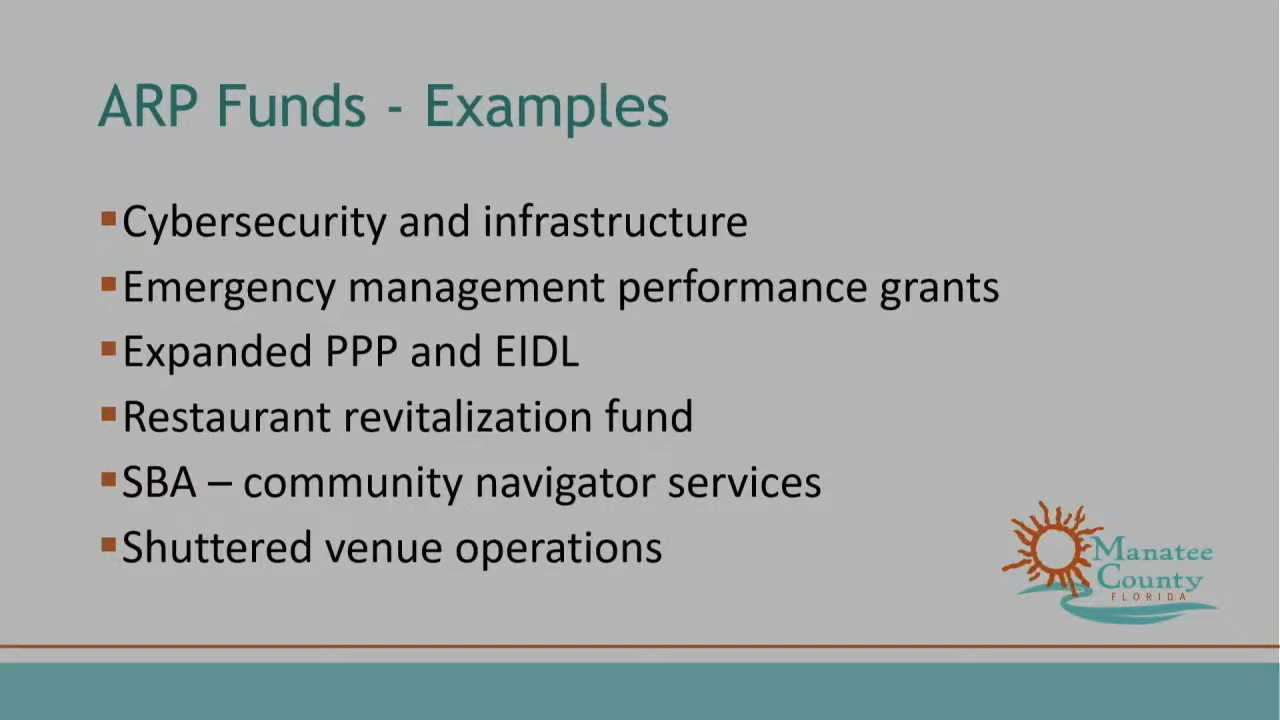 ARP Funds - Examples
▪Cybersecurity and infrastructure
▪Emergency management performance grants
▪Expanded PPP and EIDL
▪Restaurant revitalization fund
▪SBA – community navigator services
▪Shuttered venue operations
Manatee
County
FLORIDA